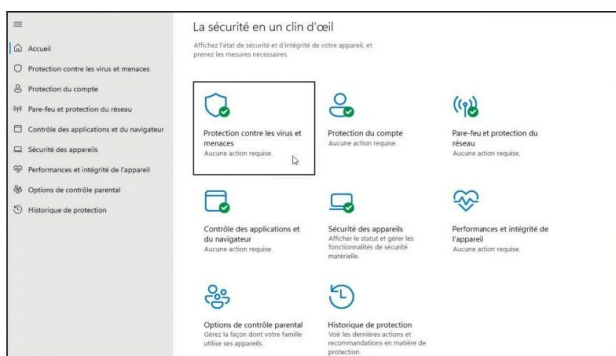 La sécurité en un clin d'œil
Affichez l'état de sécurité et d'intégrité de votre appareil, et
prenez les mesures nécessaires.
Accueil
Protection contre les virus et menaces
Protection du compte
Pare-feu et protection du réseau
Contrôle des applications et du navigateur
Sécurité des appareils
Performances et intégrité de l'appareil
Options de contrôle parental
Historique de protection
Protection contre les virus et
menaces
Aucune action requise.
Protection du compte
Aucune action requise.
Pare-feu et protection du
réseau
Aucune action requise.
Contrôle des applications et
du navigateur
Aucune action requise.
Sécurité des appareils
Afficher le statut et gérer les
fonctionnalités de sécurité
matérielle.
Performances et intégrité de
l'appareil
Aucune action requise.
Options de contrôle parental
Gérez la façon dont votre famille
utilise ses appareils.
Historique de protection
Voir les dernières actions et
recommandations en matière de
protection.